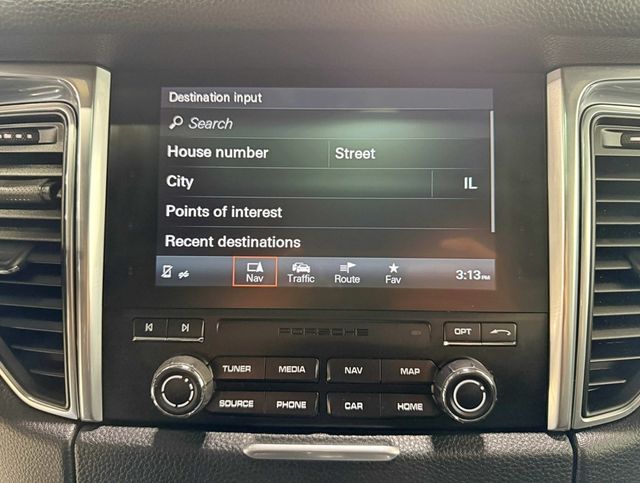 Destination input
Search
House number Street
City IL
Points of interest
Recent destinations
Nav Traffic Route Fav 3:13PM
PORSCHE OPT
TUNER MEDIA NAV MAP
SOURCE PHONE CAR HOME